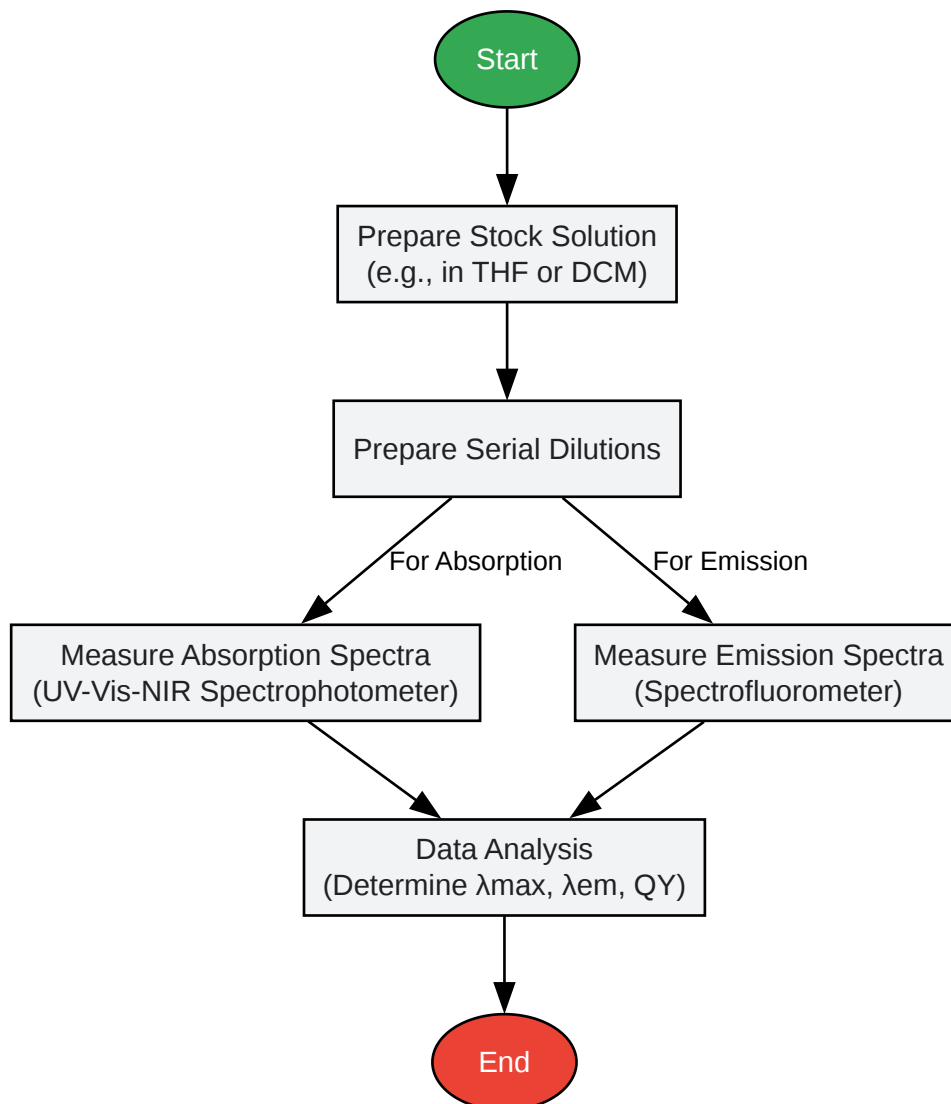 Start
Prepare Stock Solution
(e.g., in THF or DCM)
Prepare Serial Dilutions
For Absorption
For Emission
Measure Absorption Spectra
(UV-Vis-NIR Spectrophotometer)
Measure Emission Spectra
(Spectrofluorometer)
Data Analysis
(Determine λmax, λem, QY)
End